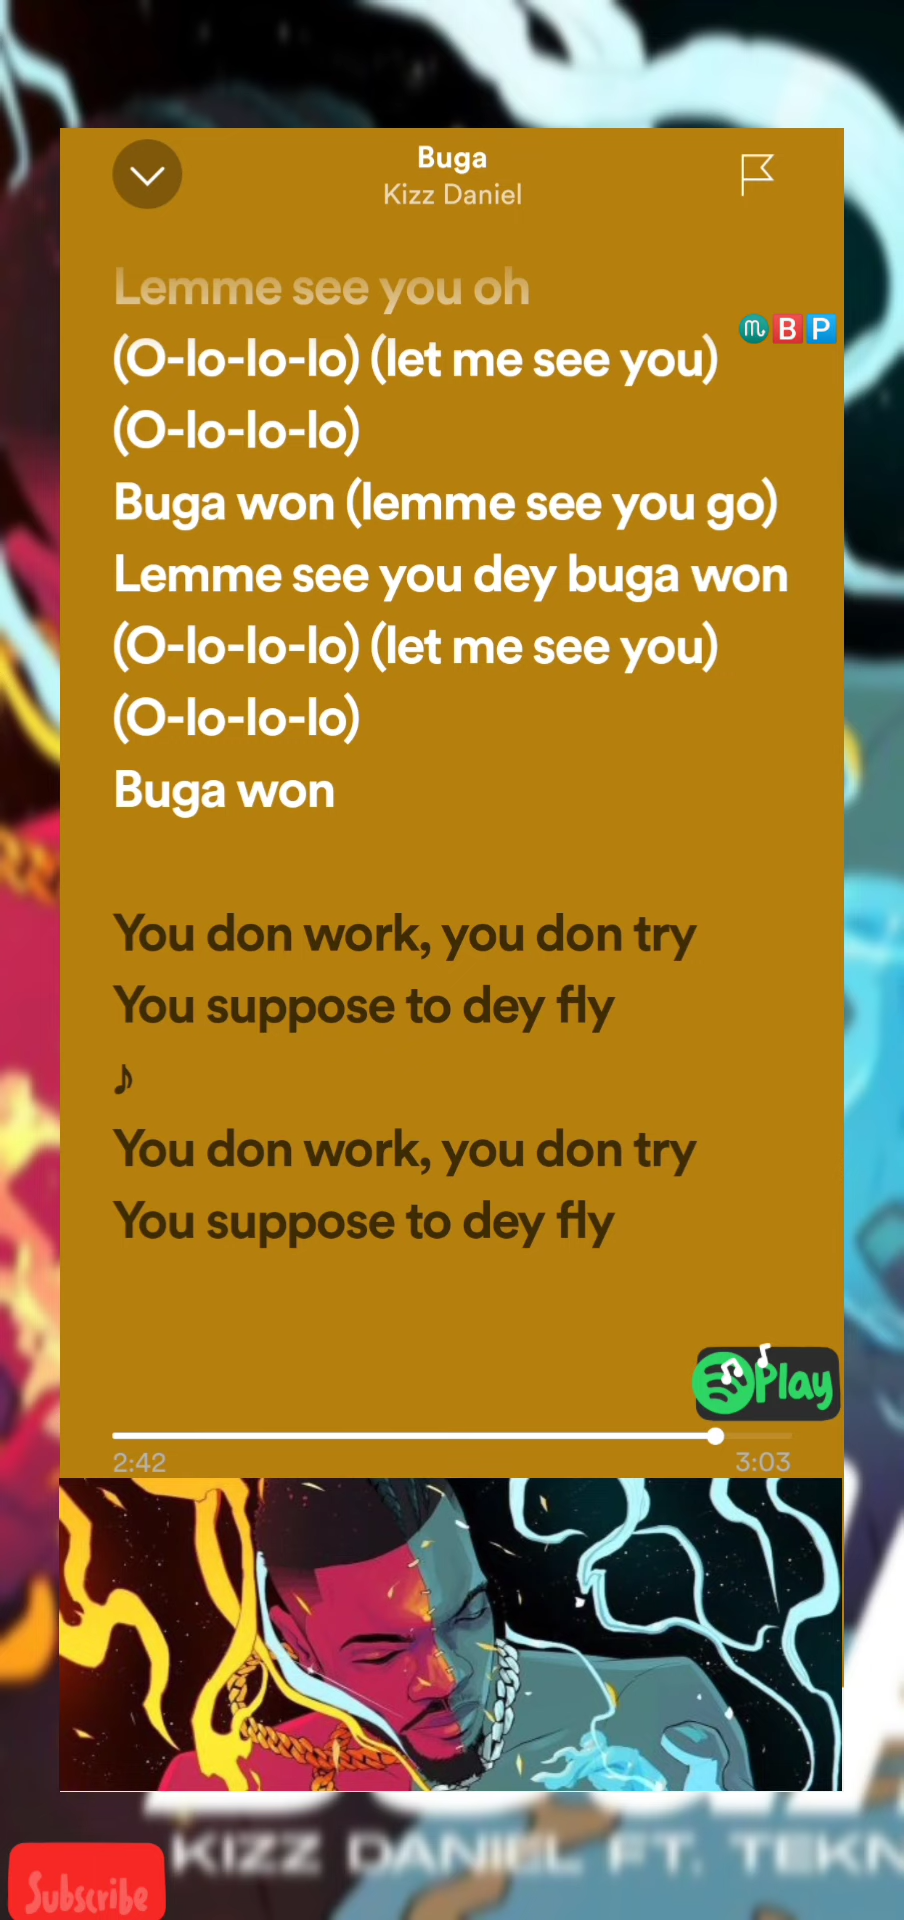 Buga
Kizz Daniel
Lemme see you oh
(O-lo-lo-lo) (let me see you)
♏🅱🅿
(O-lo-lo-lo)
Buga won (lemme see you go)
Lemme see you dey buga won
(O-lo-lo-lo) (let me see you)
(O-lo-lo-lo)
Buga won
You don work, you don try
You suppose to dey fly
♪
You don work, you don try
You suppose to dey fly
Play
2:42 3:03
KIZZ DANIEL FT. TEKN
Subscribe